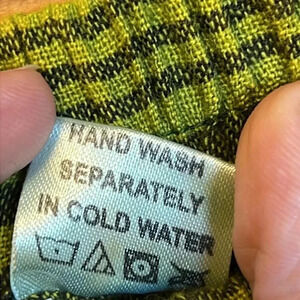 HAND WASH
SEPARATELY
IN COLD WATER